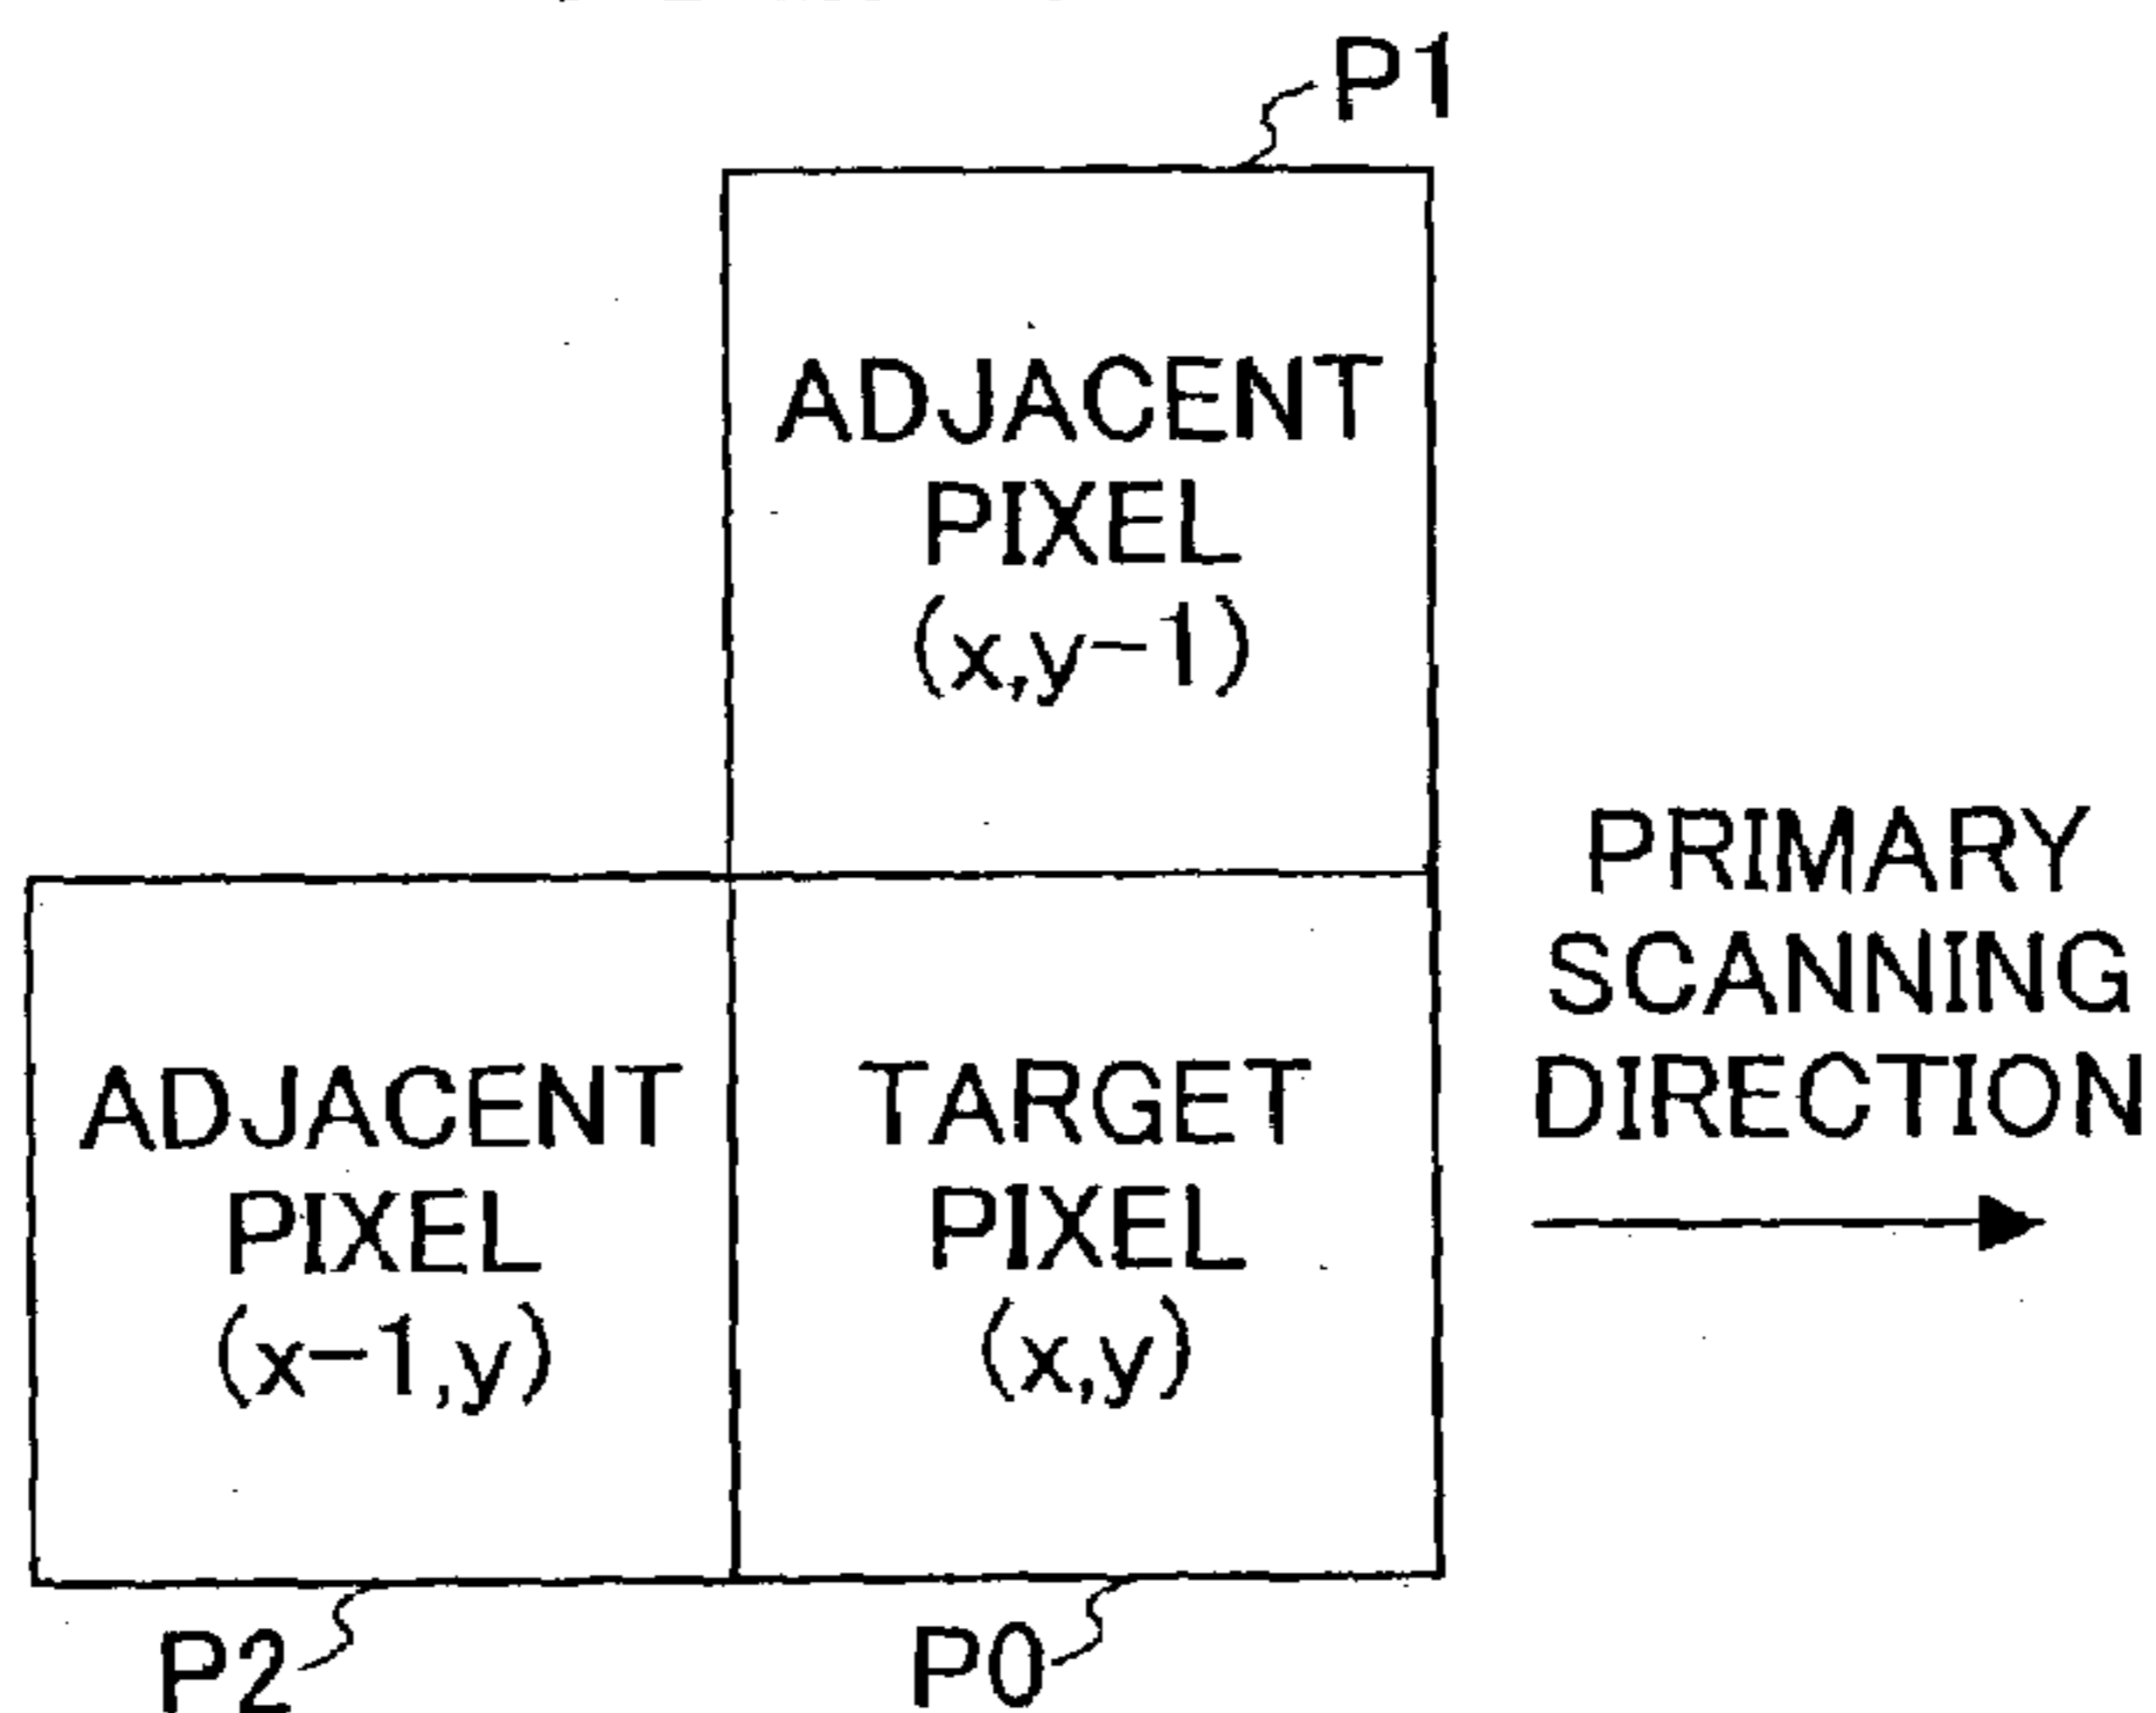 P1
ADJACENT
PIXEL
(x,y-1)
PRIMARY
SCANNING
DIRECTION
ADJACENT
PIXEL
(x-1,y)
TARGET
PIXEL
(x,y)
P2
P0